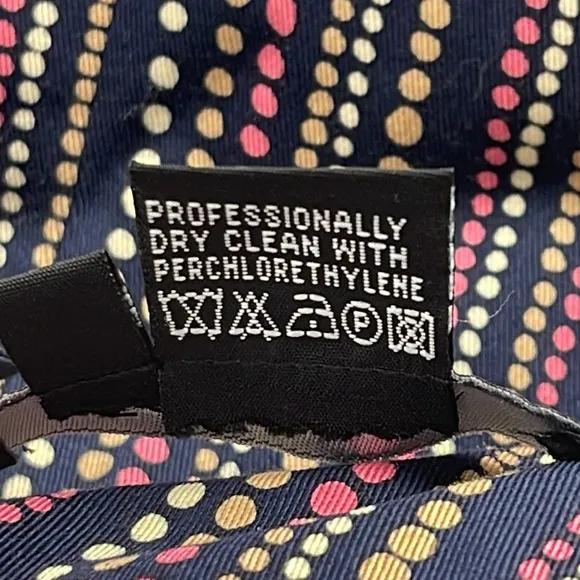 PROFESSIONALLY
DRY CLEAN WITH
PERCHLORETHYLENE
P